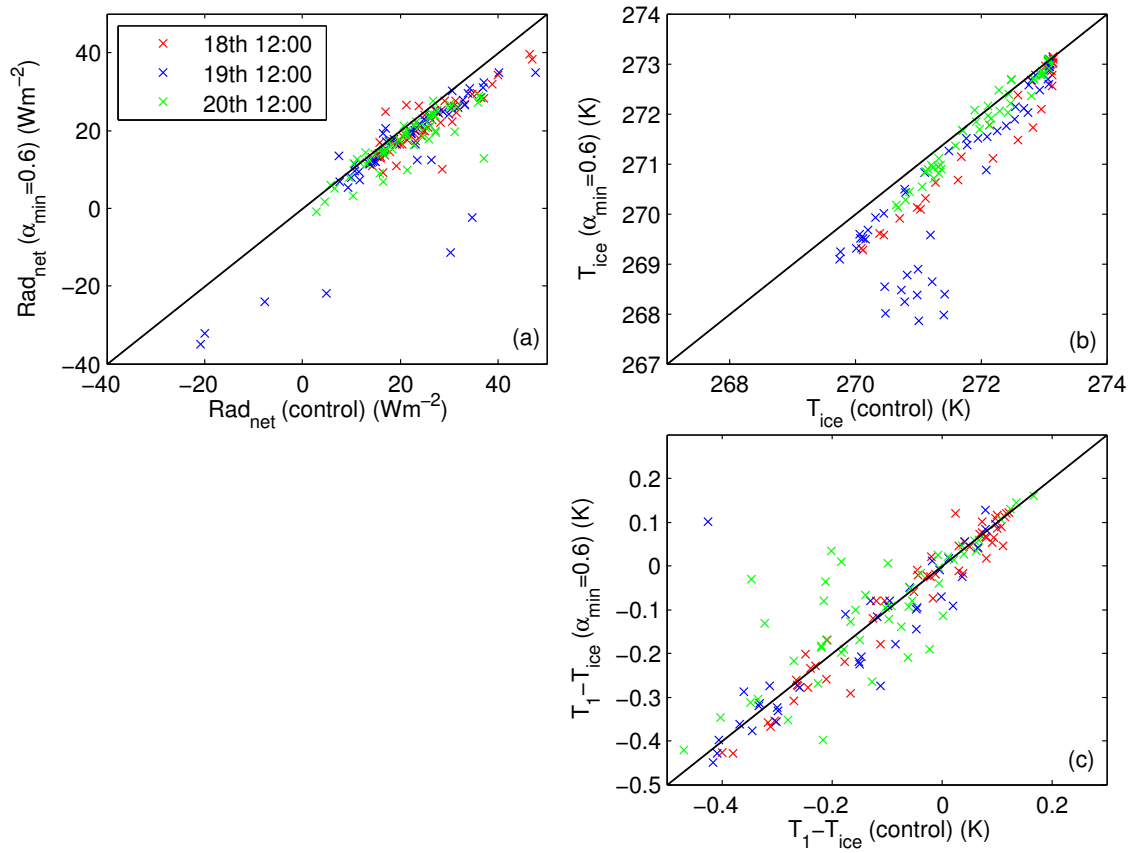 18th 12:00
19th 12:00
20th 12:00
Rad_net (α_min=0.6) (Wm⁻²)
40
20
0
−20
−40
−40 −20 0 20 40
Rad_net (control) (Wm⁻²)
(a)
T_ice (α_min=0.6) (K)
273
272
271
270
269
268
267
268 270 272 274
T_ice (control) (K)
(b)
T_1−T_ice (α_min=0.6) (K)
0.2
0.1
0
−0.1
−0.2
−0.3
−0.4
−0.5
−0.4 −0.2 0 0.2
T_1−T_ice (control) (K)
(c)